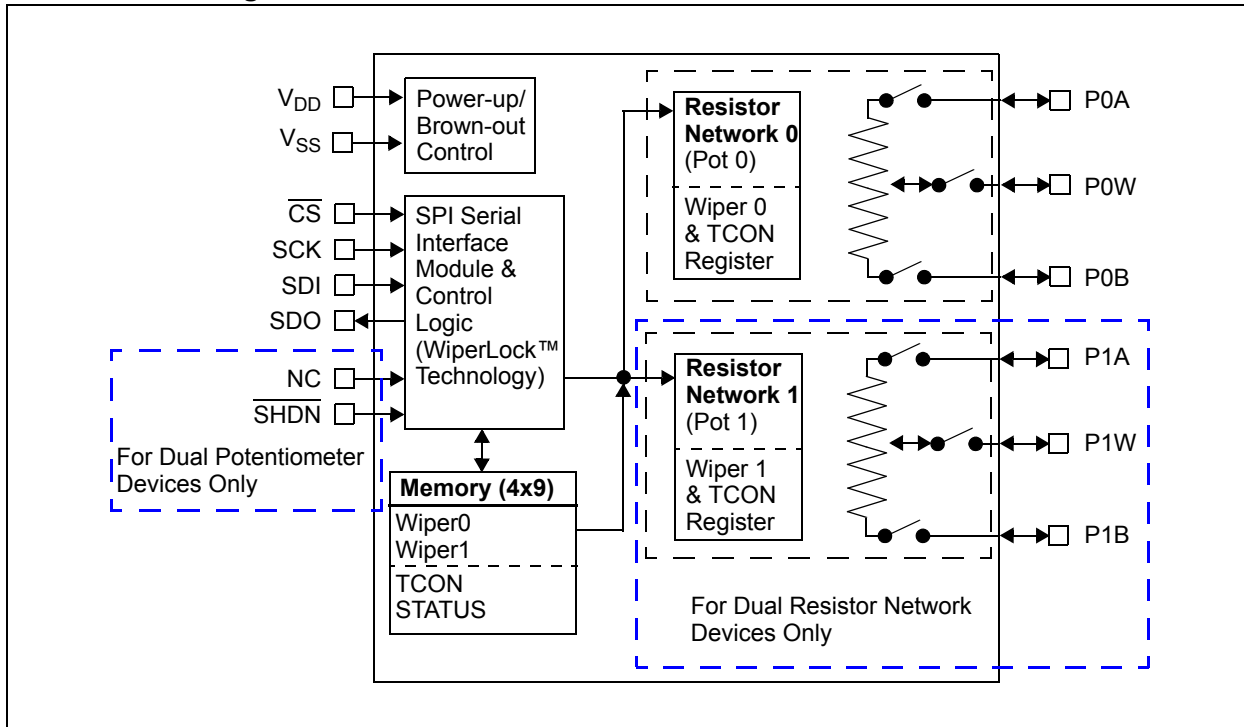 V_DD
V_SS
Power-up/
Brown-out
Control
CS
SCK
SDI
SDO
NC
SHDN
SPI Serial
Interface
Module &
Control
Logic
(WiperLock™
Technology)
For Dual Potentiometer
Devices Only
Memory (4x9)
Wiper0
Wiper1
TCON
STATUS
Resistor
Network 0
(Pot 0)
Wiper 0
& TCON
Register
P0A
P0W
P0B
Resistor
Network 1
(Pot 1)
Wiper 1
& TCON
Register
P1A
P1W
P1B
For Dual Resistor Network
Devices Only